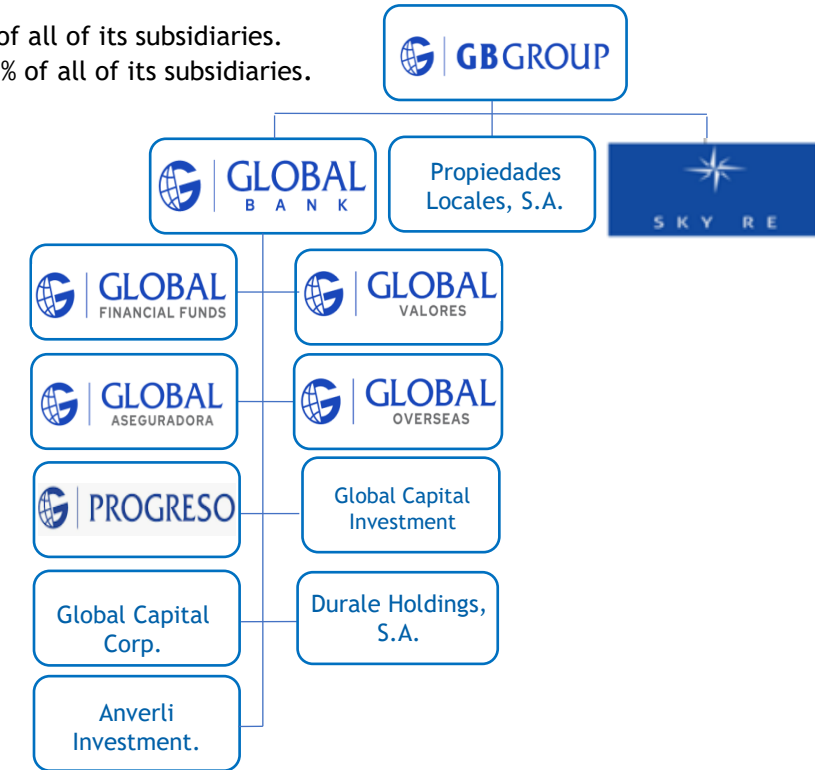 of all of its subsidiaries.
% of all of its subsidiaries.
GBGROUP
GLOBAL
BANK
Propiedades
Locales, S.A.
SKY RE
GLOBAL
FINANCIAL FUNDS
GLOBAL
VALORES
GLOBAL
ASEGURADORA
GLOBAL
OVERSEAS
PROGRESO
Global Capital
Investment
Global Capital
Corp.
Durale Holdings,
S.A.
Anverli
Investment.